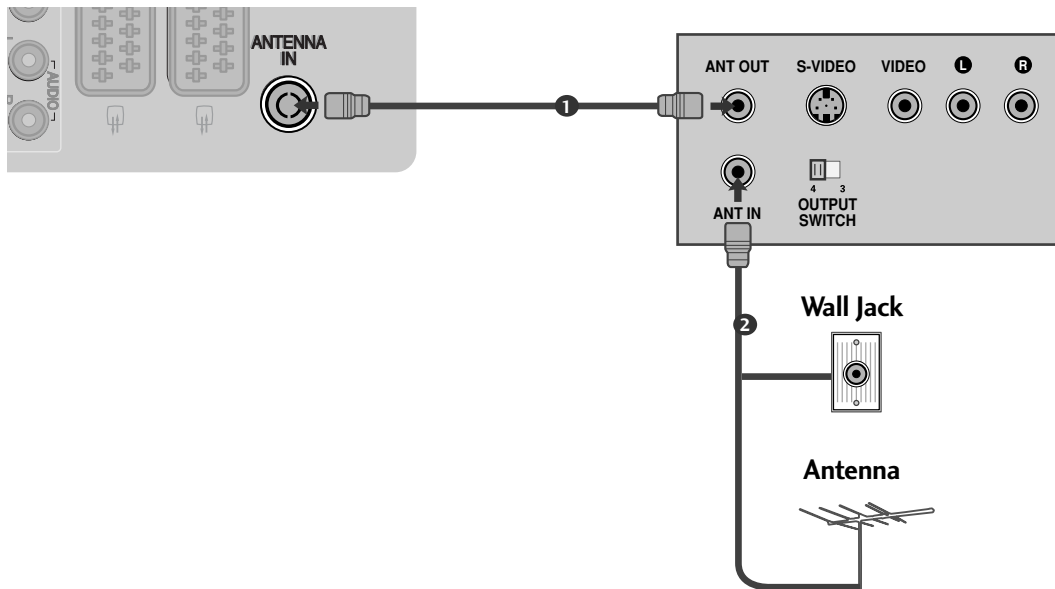 ANTENNA
IN
AUDIO
ANT OUT
S-VIDEO
VIDEO
L
R
1
ANT IN
4 3
OUTPUT
SWITCH
2
Wall Jack
Antenna